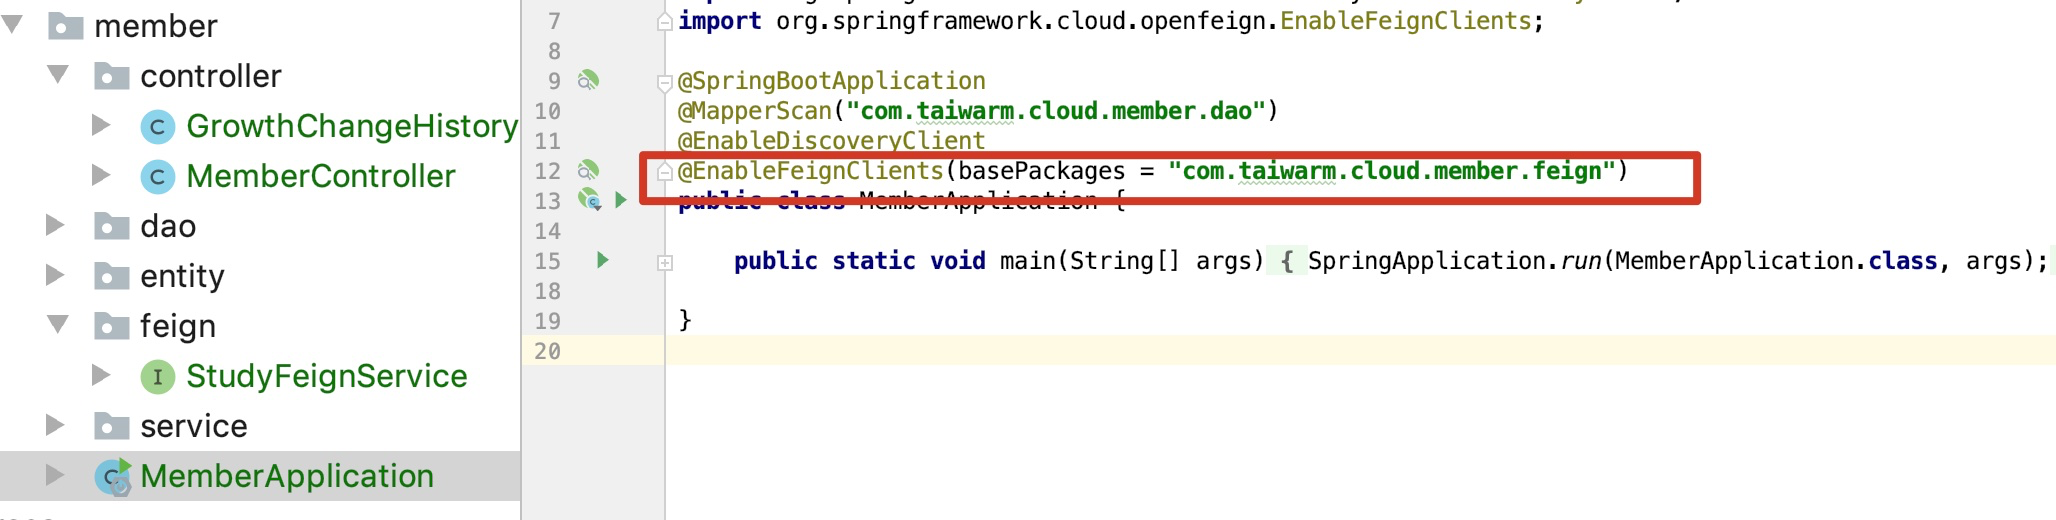 member
controller
GrowthChangeHistory
MemberController
dao
entity
feign
StudyFeignService
service
MemberApplication
7 import org.springframework.cloud.openfeign.EnableFeignClients;
8
9 @SpringBootApplication
10 @MapperScan("com.taiwarm.cloud.member.dao")
11 @EnableDiscoveryClient
12 @EnableFeignClients(basePackages = "com.taiwarm.cloud.member.feign")
13 public class MemberApplication {
14
15 public static void main(String[] args) { SpringApplication.run(MemberApplication.class, args);
18
19 }
20